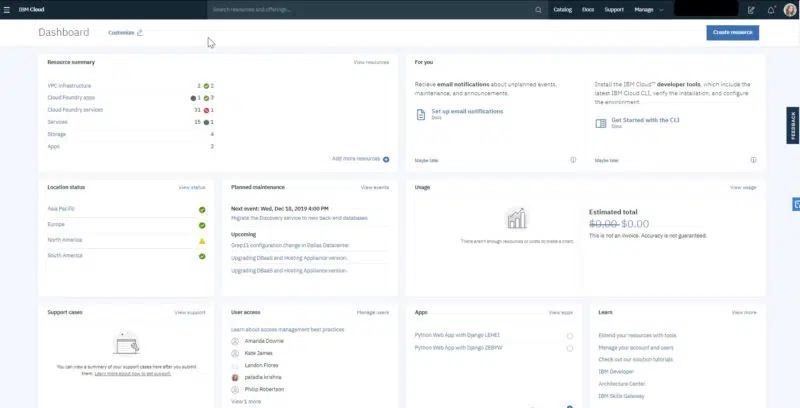 IBM Cloud
Search resources and offerings...
Catalog
Docs
Support
Manage
Dashboard
Customize
Create resource
Resource summary
View resources
VPC infrastructure
2
2
Cloud Foundry apps
1
3
Cloud Foundry services
31
1
Services
15
1
Storage
4
Apps
2
Add more resources
For you
Recieve email notifications about unplanned events,
maintenance, and announcements.
Set up email notifications
Docs
Maybe later
Install the IBM Cloud™ developer tools, which include the
latest IBM Cloud CLI, verify the installation, and configure
the environment.
Get Started with the CLI
Docs
Maybe later
FEEDBACK
Location status
View status
Asia Pacific
Europe
North America
South America
Planned maintenance
View events
Next event: Wed, Dec 18, 2019 4:00 PM
Migrate the Discovery service to new back-end databases
Upcoming
Grep11 configuration change in Dallas Datacenter.
Upgrading DBaaS and Hosting Appliance version.
Upgrading DBaaS and Hosting Appliance version.
Usage
View usage
There aren't enough resources or costs to make a chart.
Estimated total
$0.00 $0.00
This is not an invoice. Accuracy is not guaranteed.
Support cases
View support
You can view a summary of your support cases here after you submit
them. Learn more about how to get support.
User access
Manage users
Learn about access management best practices
Amanda Downie
Kate James
Landon Flores
paladia krishna
Philip Robertson
View 1 more
Apps
View apps
Python Web App with Django LEHEI
Python Web App with Django ZEBYW
Learn
View more
Extend your resources with tools
Manage your account and users
Check out our solution tutorials
IBM Developer
Architecture Center
IBM Skills Gateway